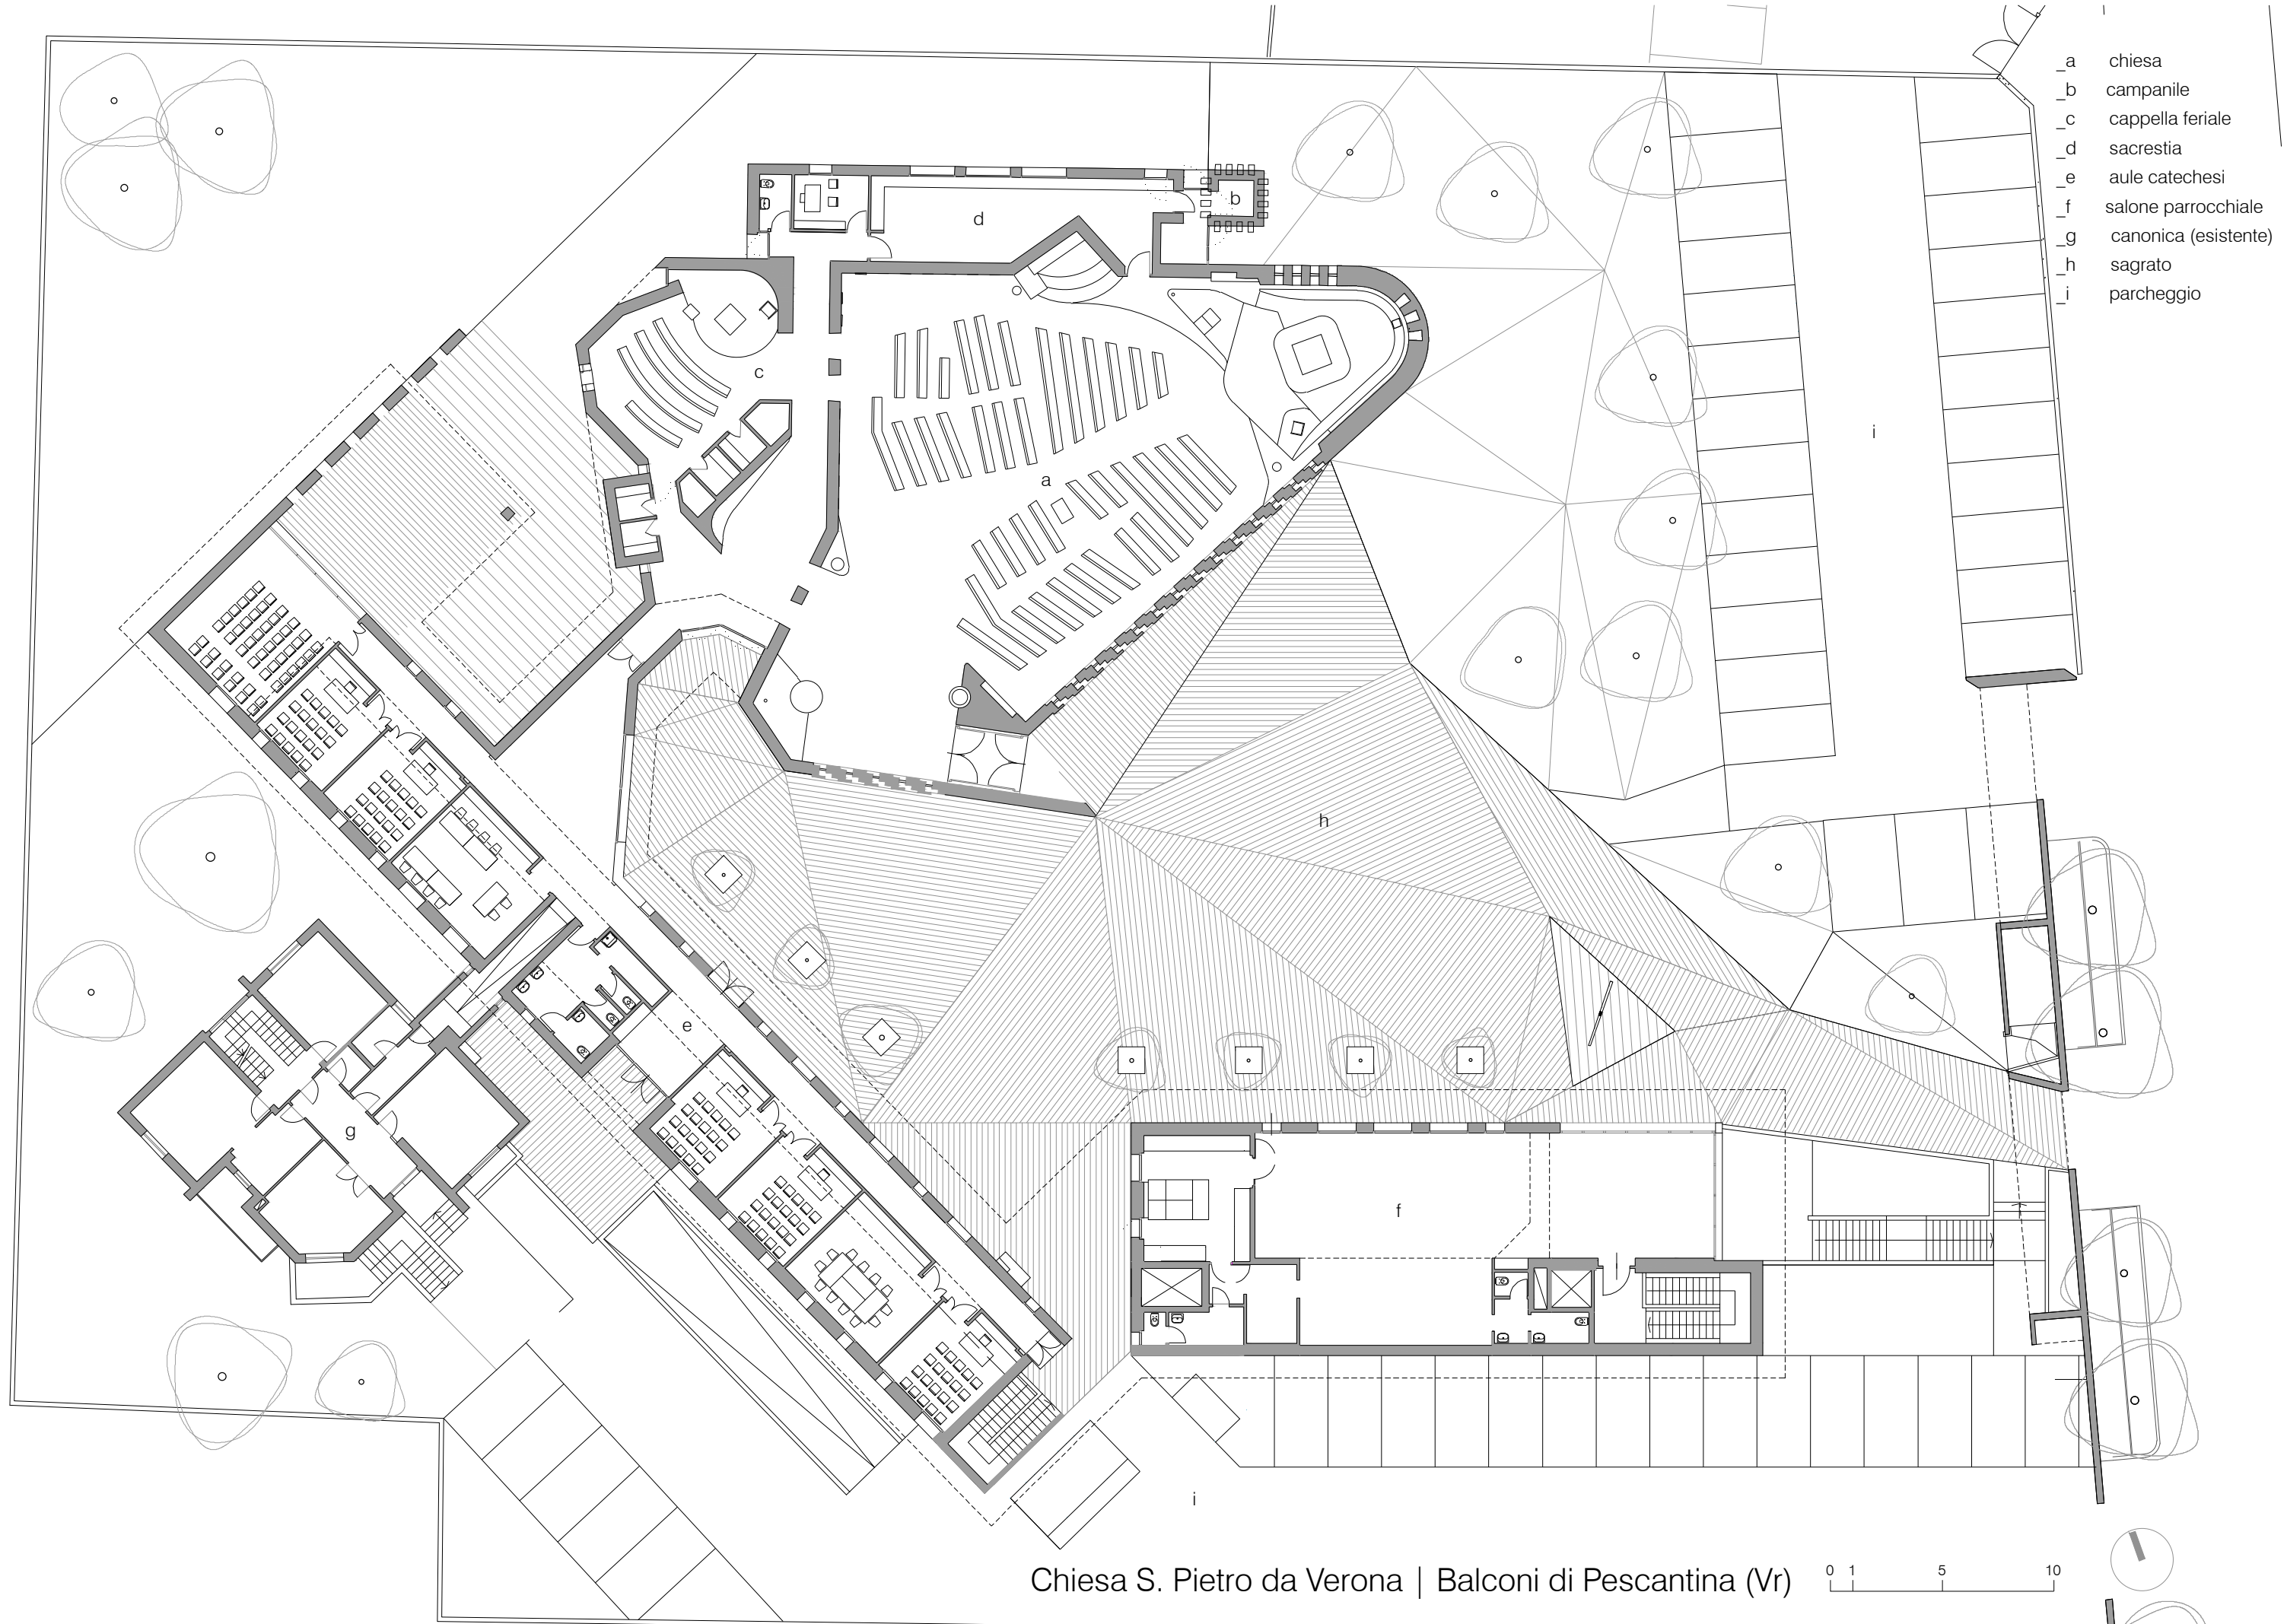 _a chiesa
_b campanile
_c cappella feriale
_d sacrestia
_e aule catechesi
_f salone parrocchiale
_g canonica (esistente)
_h sagrato
_i parcheggio
b
d
c
i
a
h
e
g
f
i
Chiesa S. Pietro da Verona | Balconi di Pescantina (Vr)
0 1 5 10